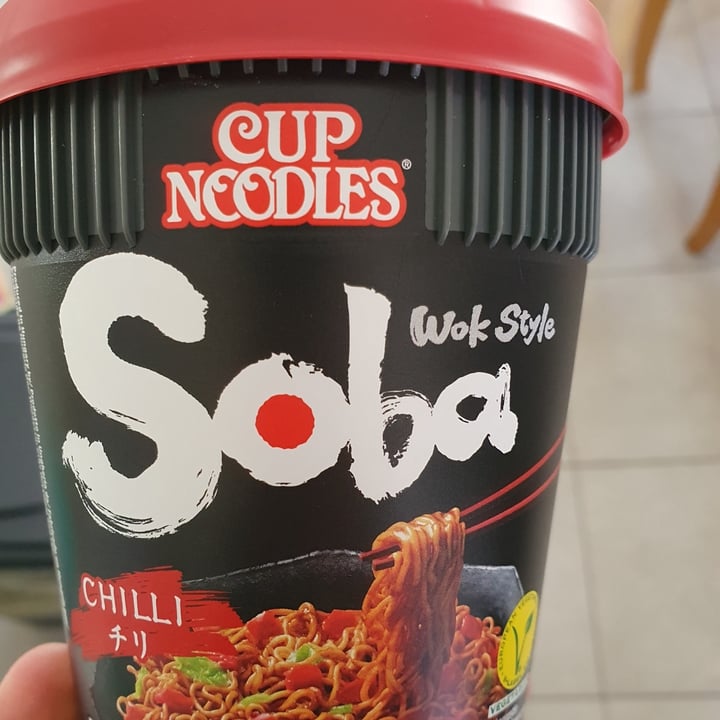 CUP
NOODLES®
Soba
Wok Style
CHILLI
チリ